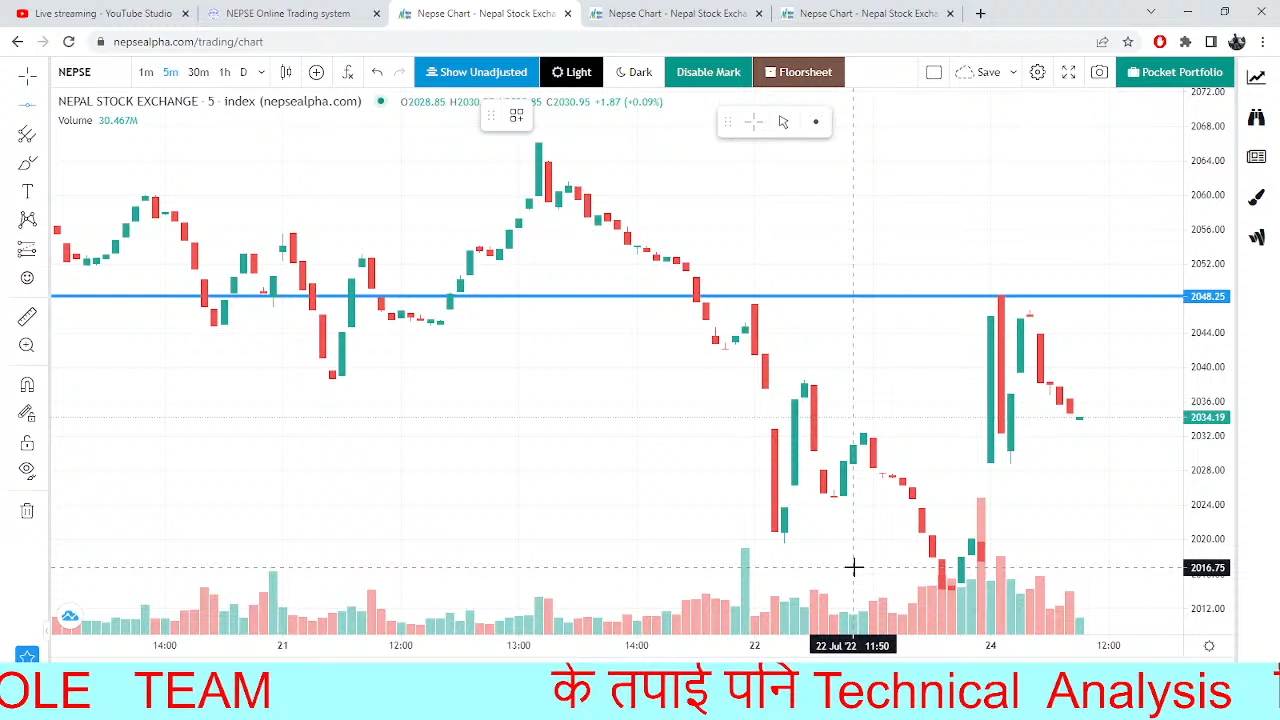 Live streaming - YouTube Studio
NEPSE Online Trading system
Nepse Chart - Nepal Stock Excha
Nepse Chart - Nepal Stock Excha
Nepse Chart - Nepal Stock Excha
nepsealpha.com/trading/chart
NEPSE 1m 5m 30m 1h D Show Unadjusted Light Dark Disable Mark Floorsheet Save Pocket Portfolio
NEPAL STOCK EXCHANGE · 5 · index (nepsealpha.com) O2028.85 C2030.95 +1.87 (+0.09%)
Volume 30.467M
2072.00
2068.00
2064.00
2060.00
2056.00
2052.00
2048.25
2044.00
2040.00
2036.00
2034.19
2032.00
2028.00
2024.00
2020.00
2016.75
2012.00
14:00 21 12:00 13:00 14:00 22 22 Jul '22 11:50 24 12:00
OLE TEAM के तपाई पनि Technical Analysis